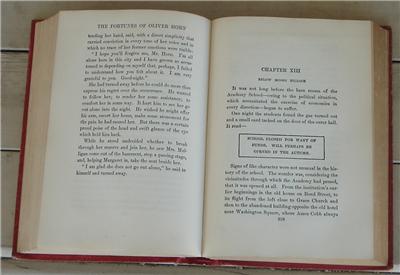 THE FORTUNES OF OLIVER HORN
tending her hand, said, with a direct simplicity that
carried conviction in every tone of her voice and in
which no trace of her former emotions were visible:
"I hope you'll forgive me, Mr. Horn. I'm all
alone here in this city and I have grown so accus-
tomed to depending on myself that, perhaps, I failed
to understand how you felt about it. I am very
grateful to you. Good-night."
She had turned away before he could do more than
express his regret over the occurrence. He wanted
to follow her; to render her some assistance; to
comfort her in some way. It hurt him to see her go
out alone into the night. He wished he might offer
his arm, escort her home, make some atonement for
the pain he had caused her. But there was a certain
proud poise of the head and swift glance of the eye
which held him back.
While he stood undecided whether to break
through her reserve and join her, he saw Mrs. Mul-
ligan come out of the basement, stop a passing stage,
and, helping Margaret in, take the seat beside her.
"I am glad she does not go out alone," he said to
himself and turned away.
CHAPTER XIII
BELOW MOOSE HILLOCK
It was not long before the bare rooms of the
Academy School—owing to the political situation,
which necessitated the exercise of economies in
every direction—began to suffer.
One night the students found the gas turned out
and a small card tacked on the door of the outer hall.
It read—
SCHOOL CLOSED FOR WANT OF
FUNDS. WILL PERHAPS BE
OPENED IN THE AUTUMN.
Signs of like character were not unusual in the his-
tory of the school. The wonder was, considering the
vicissitudes through which the Academy had passed,
that it was opened at all. From the institution's ear-
lier beginnings in the old house on Bond Street, to
its flight from the left close to Grace Church and
then to the abandoned building opposite the old hotel
near Washington Square, where Amos Cobb always